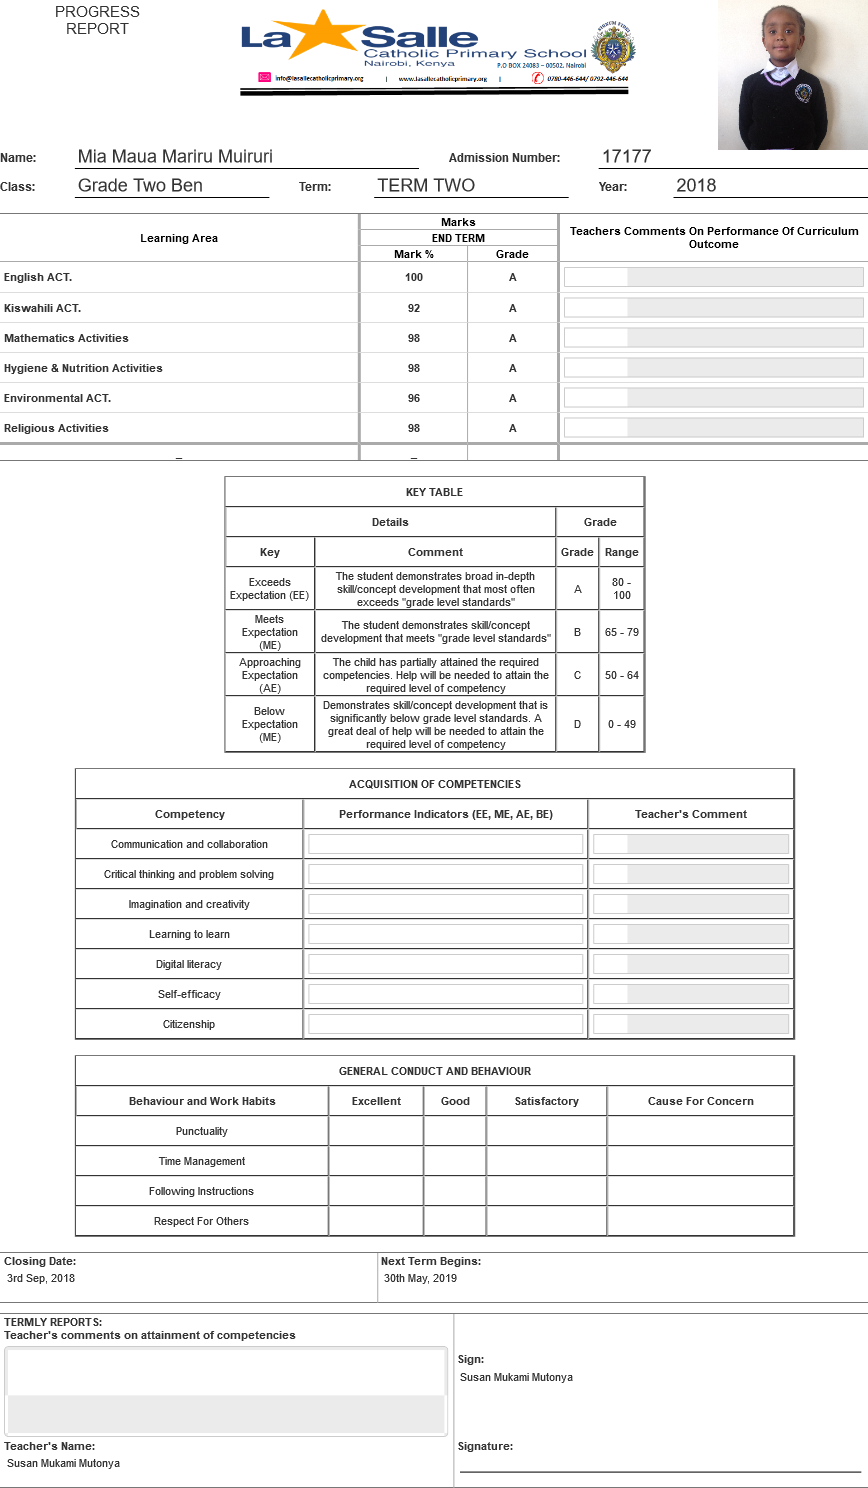 PROGRESS
REPORT
La Salle
Catholic Primary School
Nairobi, Kenya
P.O BOX 24083 – 00502, Nairobi
info@lasallecatholicprimary.org | www.lasallecatholicprimary.org | 0780-446-644/ 0792-446-644
Name: Mia Maua Mariru Muiruri Admission Number: 17177
Class: Grade Two Ben Term: TERM TWO Year: 2018
Learning Area
Marks
END TERM
Mark % Grade
Teachers Comments On Performance Of Curriculum
Outcome
English ACT. 100 A
Kiswahili ACT. 92 A
Mathematics Activities 98 A
Hygiene & Nutrition Activities 98 A
Environmental ACT. 96 A
Religious Activities 98 A
_ _
KEY TABLE
Details Grade
Key Comment Grade Range
Exceeds
Expectation (EE)
The student demonstrates broad in-depth
skill/concept development that most often
exceeds "grade level standards"
A
80 -
100
Meets
Expectation
(ME)
The student demonstrates skill/concept
development that meets "grade level standards"
B
65 - 79
Approaching
Expectation
(AE)
The child has partially attained the required
competencies. Help will be needed to attain the
required level of competency
C
50 - 64
Below
Expectation
(ME)
Demonstrates skill/concept development that is
significantly below grade level standards. A
great deal of help will be needed to attain the
required level of competency
D
0 - 49
ACQUISITION OF COMPETENCIES
Competency Performance Indicators (EE, ME, AE, BE) Teacher's Comment
Communication and collaboration
Critical thinking and problem solving
Imagination and creativity
Learning to learn
Digital literacy
Self-efficacy
Citizenship
GENERAL CONDUCT AND BEHAVIOUR
Behaviour and Work Habits Excellent Good Satisfactory Cause For Concern
Punctuality
Time Management
Following Instructions
Respect For Others
Closing Date: Next Term Begins:
3rd Sep, 2018 30th May, 2019
TERMLY REPORTS:
Teacher's comments on attainment of competencies
Sign:
Susan Mukami Mutonya
Teacher's Name: Signature:
Susan Mukami Mutonya